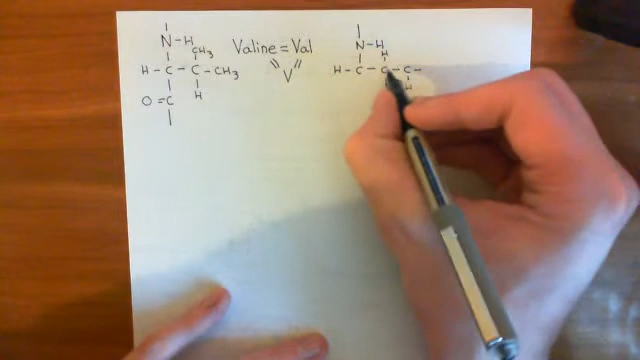 N-H
CH3
H-C-C-CH3
H
O=C
Valine = Val
"V"
N-H
H
H-C-C-C-
H